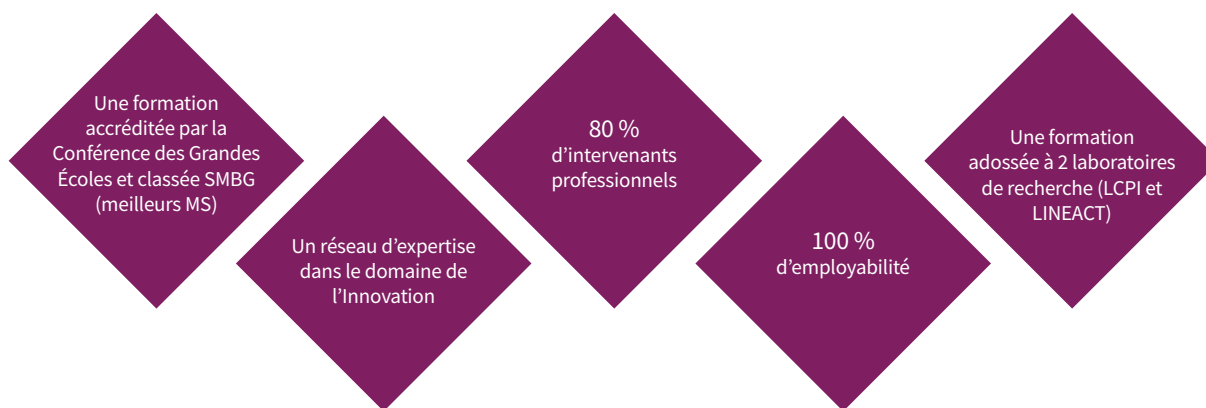 Une formation
accréditée par la
Conférence des Grandes
Écoles et classée SMBG
(meilleurs MS)
Un réseau d’expertise
dans le domaine de
l’Innovation
80 %
d’intervenants
professionnels
100 %
d’employabilité
Une formation
adossée à 2 laboratoires
de recherche (LCPI et
LINEACT)